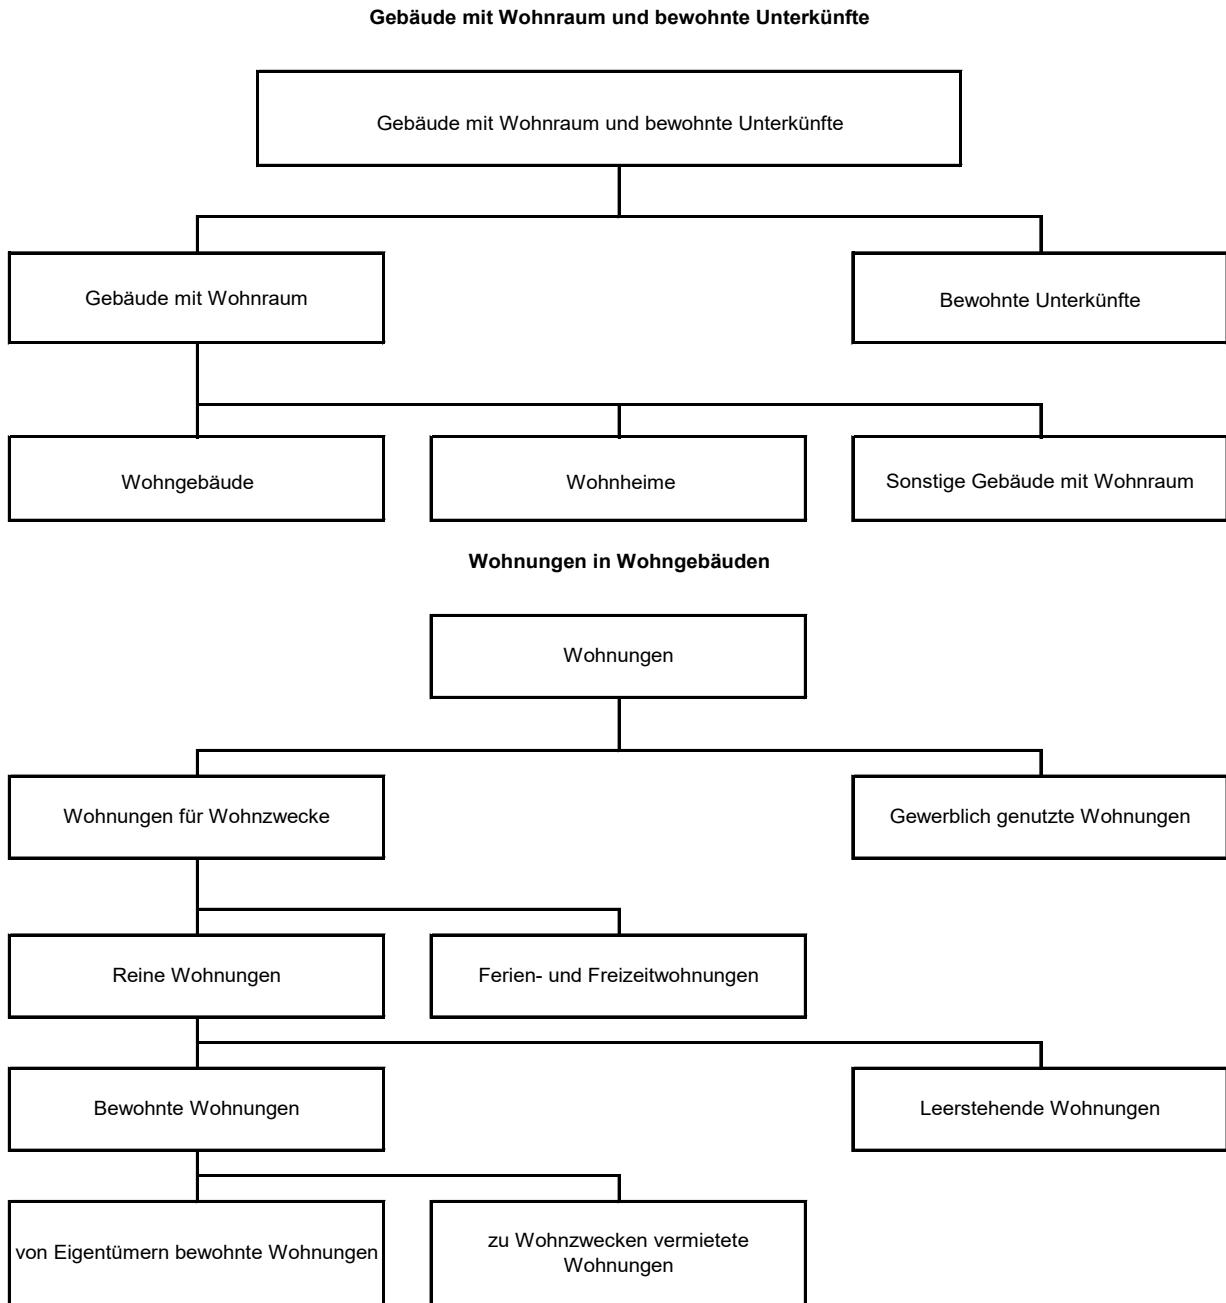 Gebäude mit Wohnraum und bewohnte Unterkünfte
Gebäude mit Wohnraum und bewohnte Unterkünfte
Gebäude mit Wohnraum
Bewohnte Unterkünfte
Wohngebäude
Wohnheime
Sonstige Gebäude mit Wohnraum
Wohnungen in Wohngebäuden
Wohnungen
Wohnungen für Wohnzwecke
Gewerblich genutzte Wohnungen
Reine Wohnungen
Ferien- und Freizeitwohnungen
Bewohnte Wohnungen
Leerstehende Wohnungen
von Eigentümern bewohnte Wohnungen
zu Wohnzwecken vermietete
Wohnungen